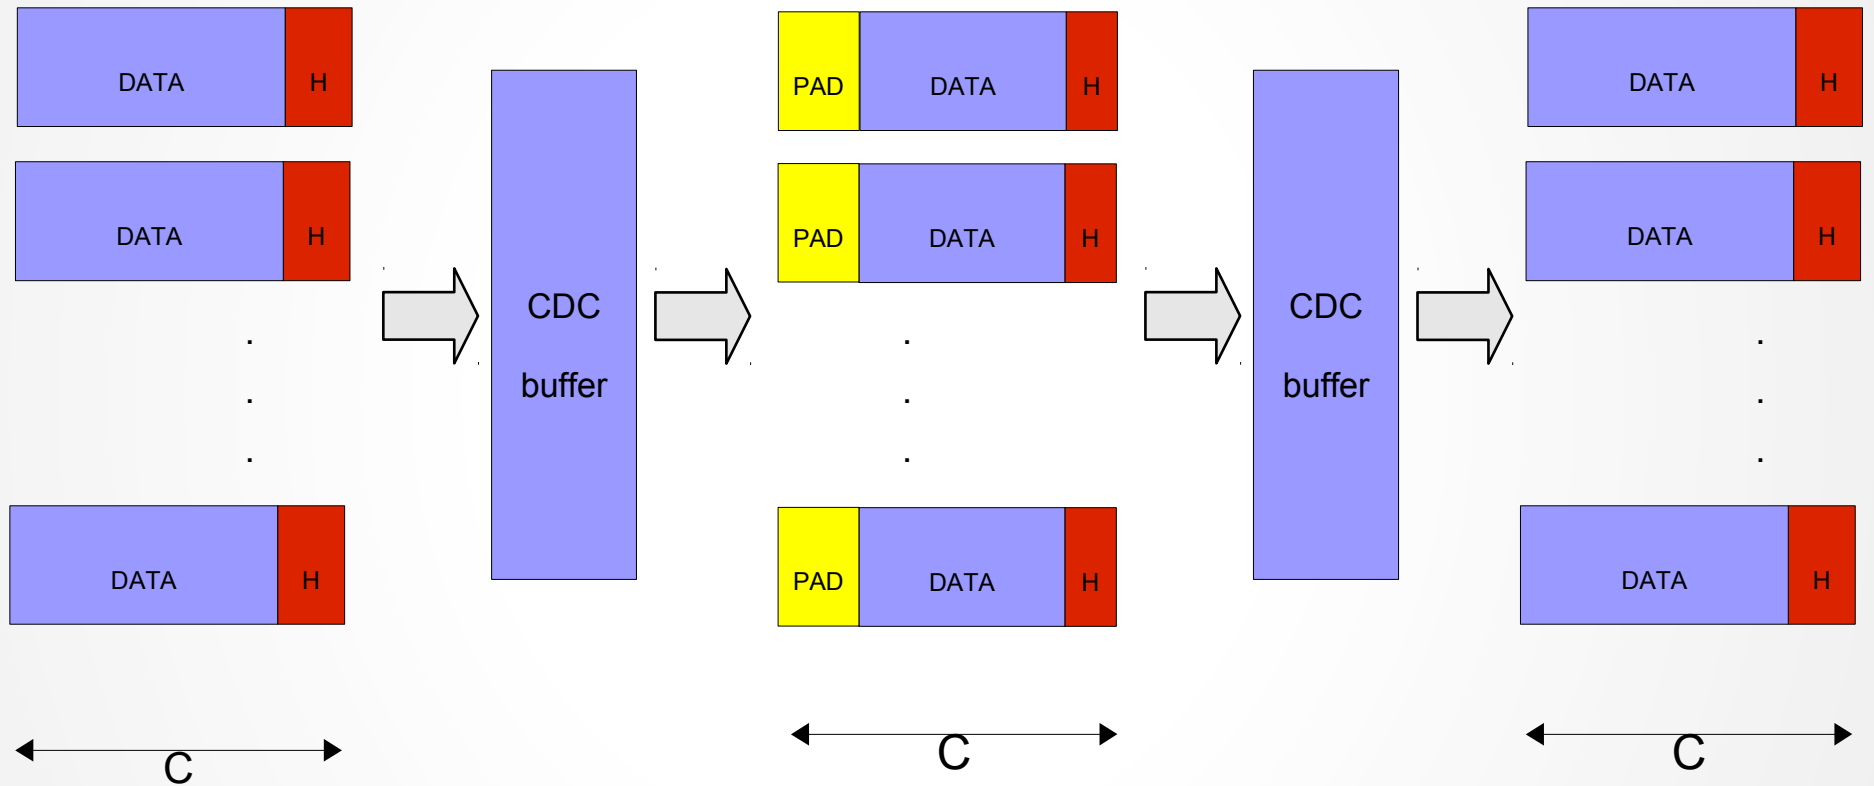 DATA H
PAD DATA H
DATA H
DATA H
PAD DATA H
DATA H
CDC
buffer
CDC
buffer
.
.
.
.
.
.
.
.
.
DATA H
PAD DATA H
DATA H
C
C
C